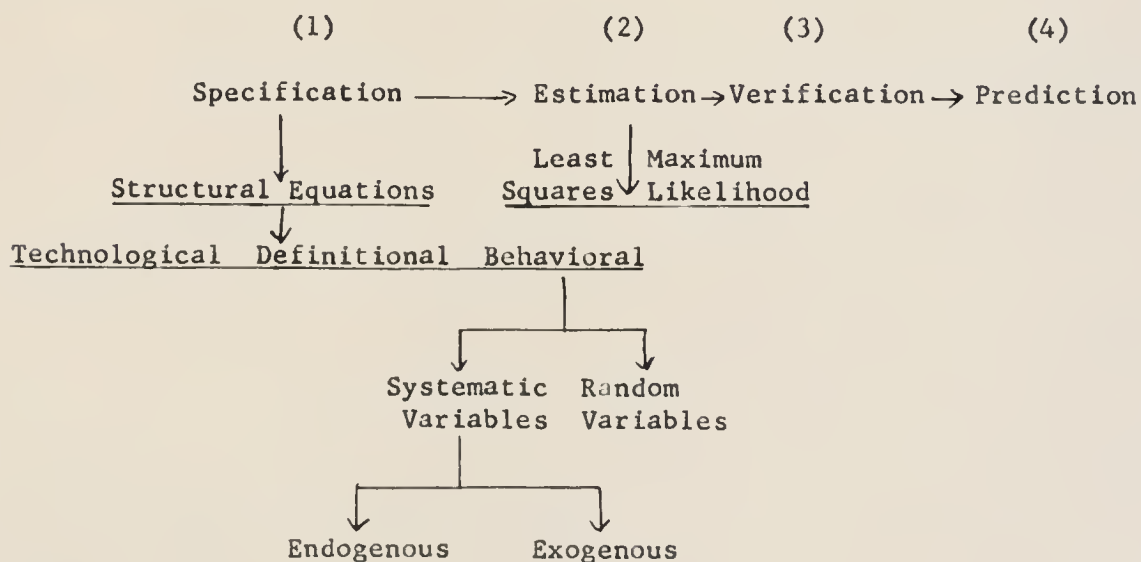 (1) (2) (3) (4)
Specification Estimation Verification Prediction
Least Maximum
Structural Equations Squares Likelihood
Technological Definitional Behavioral
Systematic Random
Variables Variables
Endogenous Exogenous